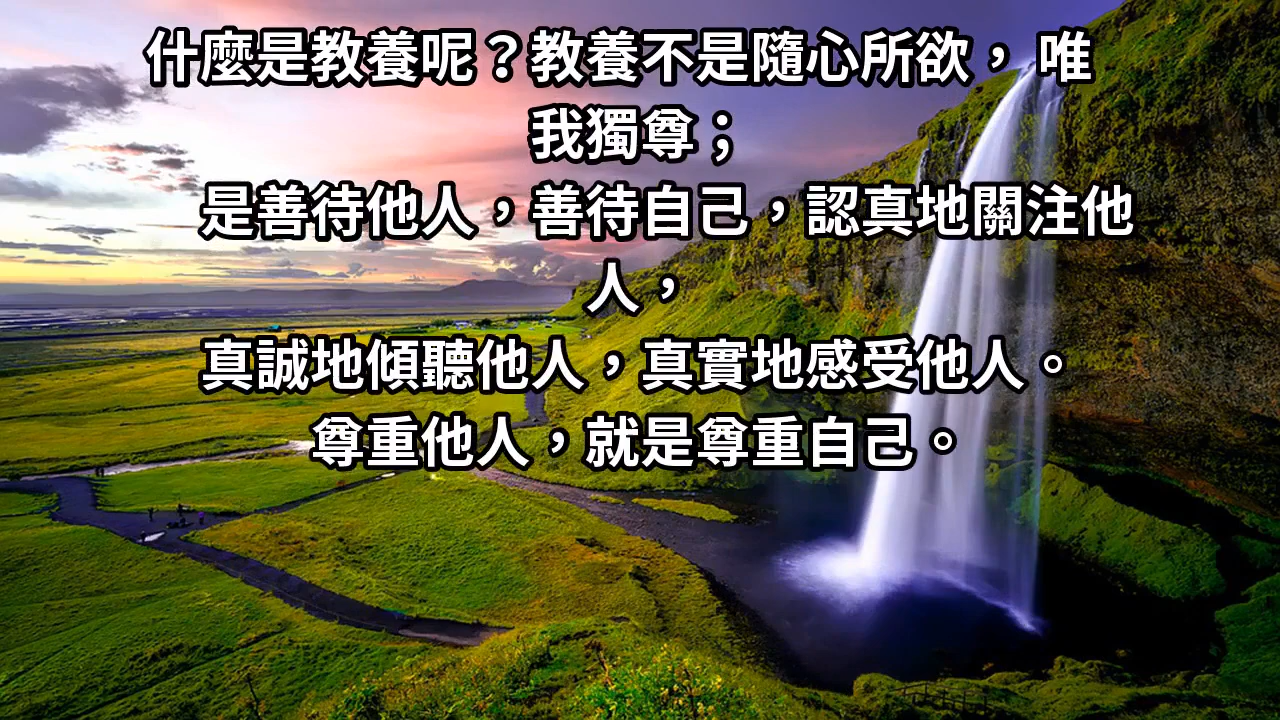 什麼是教養呢？教養不是隨心所欲， 唯
我獨尊；
是善待他人，善待自己，認真地關注他
人，
真誠地傾聽他人，真實地感受他人。
尊重他人，就是尊重自己。